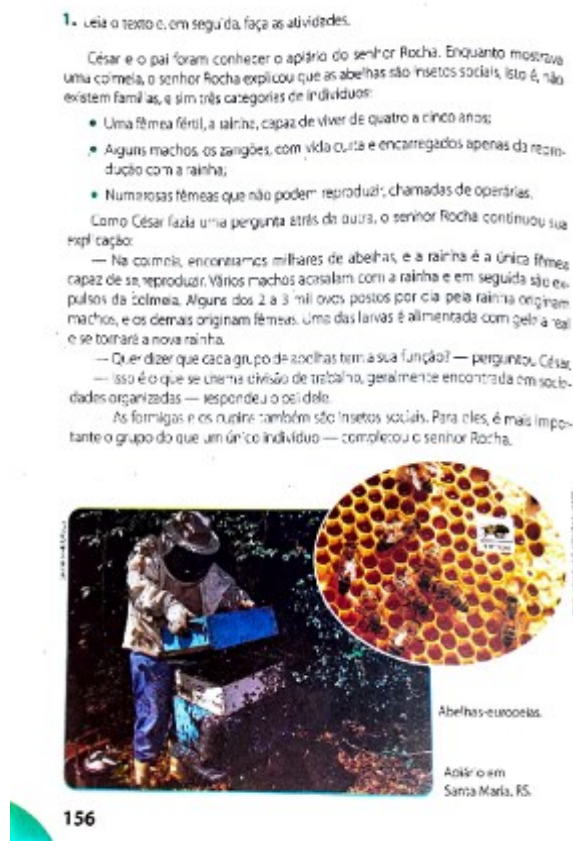 1. Leia o texto e, em seguida, faça as atividades.
César e o pai foram conhecer o apiário do senhor Rocha. Enquanto mostrava
uma colmeia, o senhor Rocha explicou que as abelhas são insetos sociais, isto é, não
existem famílias, e sim três categorias de indivíduos:
• Uma fêmea fértil, a rainha, capaz de viver de quatro a cinco anos;
• Alguns machos, os zangões, com vida curta e encarregados apenas da repro-
dução com a rainha;
• Numerosas fêmeas que não podem reproduzir, chamadas de operárias.
Como César fazia uma pergunta atrás da outra, o senhor Rocha continuou sua
explicação:
— Na colmeia, encontramos milhares de abelhas, e a rainha é a única fêmea
capaz de se reproduzir. Vários machos acasalam com a rainha e em seguida são ex-
pulsos da colmeia. Alguns dos 2 a 3 mil ovos postos por dia pela rainha originam
machos, e os demais originam fêmeas. Uma das larvas é alimentada com geleia real
e se tornará a nova rainha.
— Quer dizer que cada grupo de abelhas tem a sua função? — perguntou César.
— Isso é o que se chama divisão de trabalho, geralmente encontrada em socie-
dades organizadas — respondeu o pai dele.
— As formigas e os cupins também são insetos sociais. Para eles, é mais impor-
tante o grupo do que um único indivíduo — completou o senhor Rocha.
Abelhas-europeias.
Apiário em
Santa Maria, RS.
156